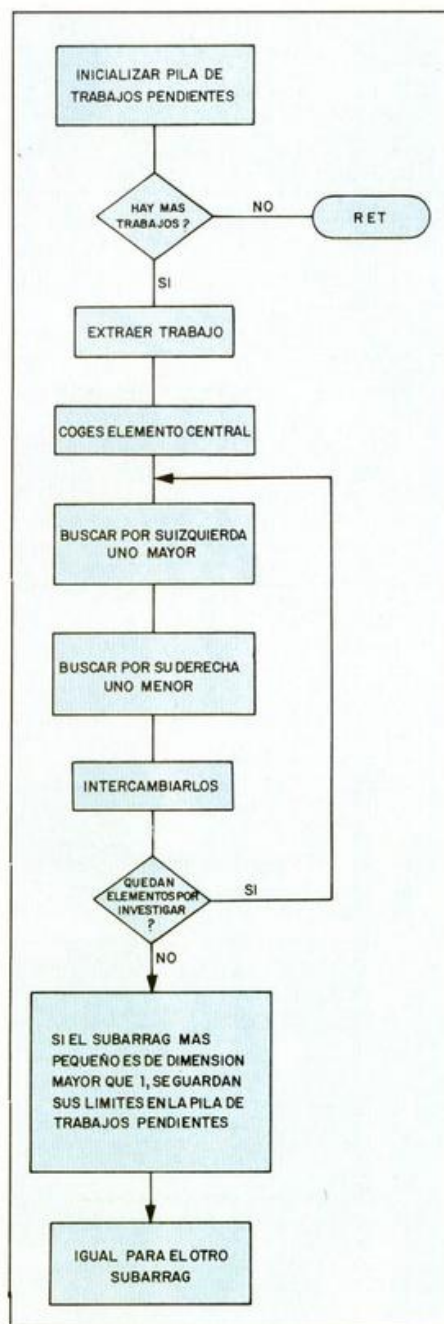 INICIALIZAR PILA DE
TRABAJOS PENDIENTES
HAY MAS
TRABAJOS ?
NO
RET
SI
EXTRAER TRABAJO
COGES ELEMENTO CENTRAL
BUSCAR POR SUIZQUIERDA
UNO MAYOR
BUSCAR POR SU DERECHA
UNO MENOR
INTERCAMBIARLOS
QUEDAN
ELEMENTOS POR
INVESTIGAR
?
SI
NO
SI EL SUBARRAG MAS
PEQUEÑO ES DE DIMENSION
MAYOR QUE 1, SE GUARDAN
SUS LIMITES EN LA PILA DE
TRABAJOS PENDIENTES
IGUAL PARA EL OTRO
SUBARRAG